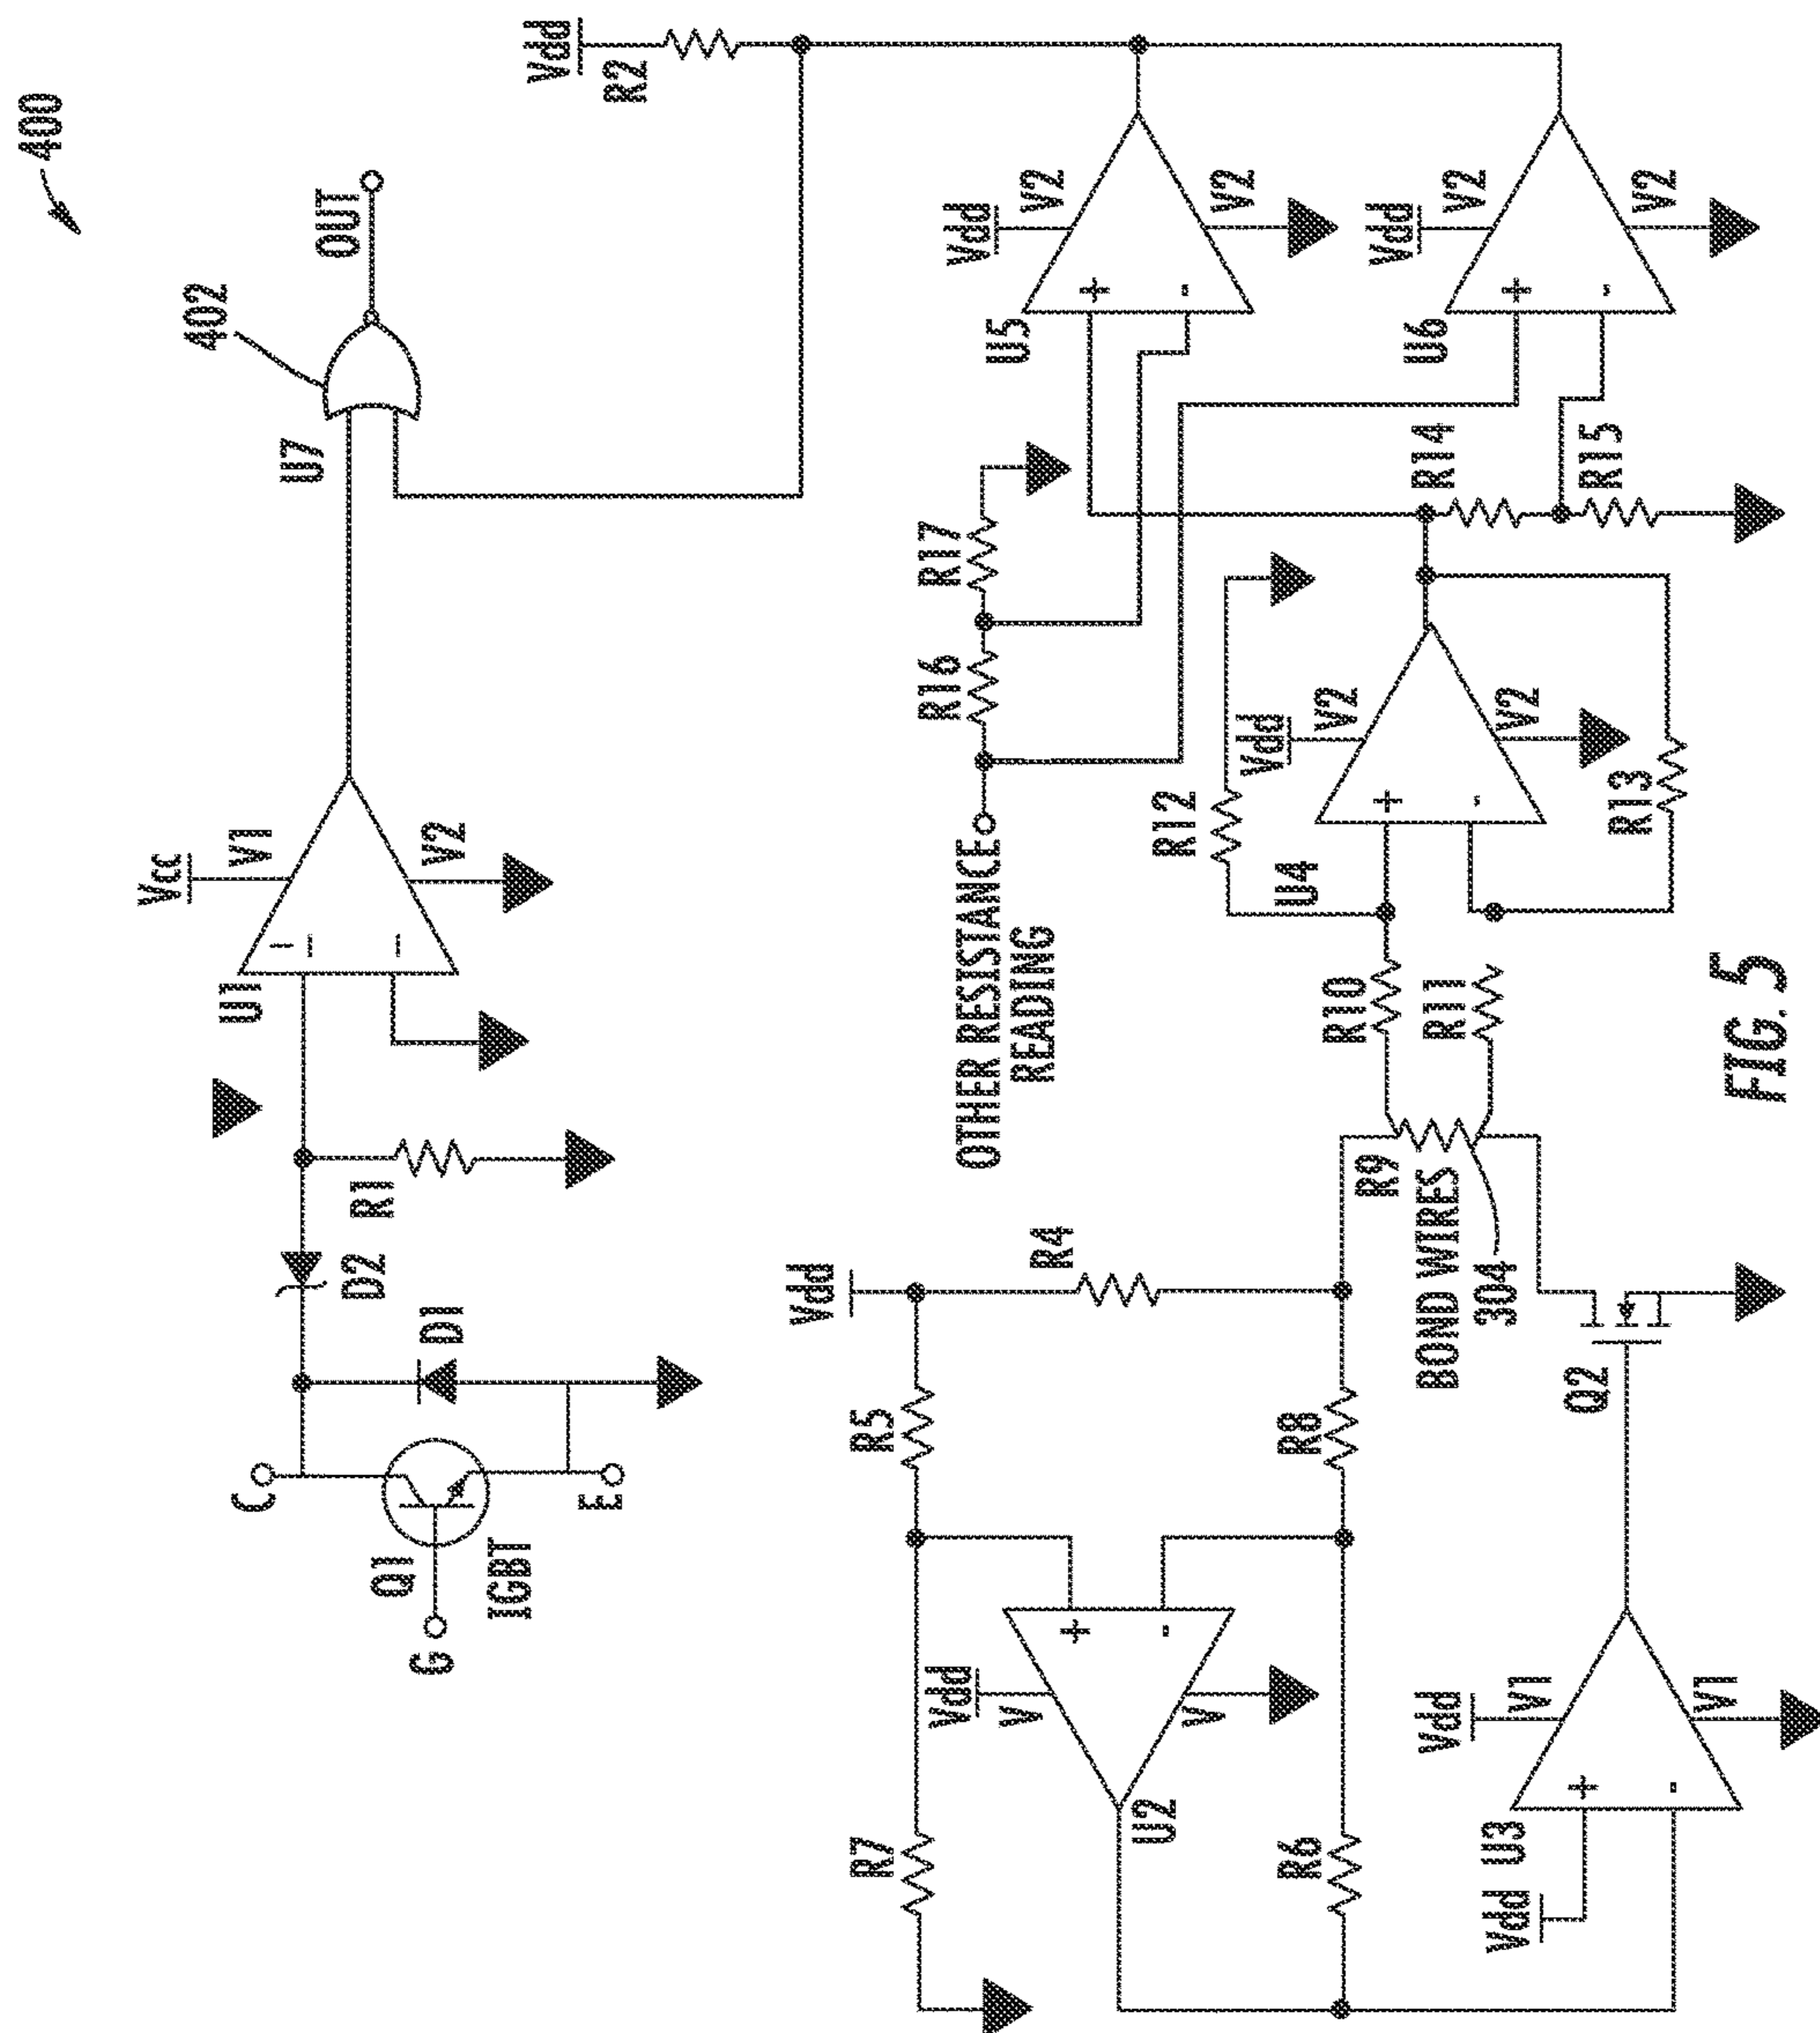 400
Vdd
R2
OUT
402
U7
Vcc
V1
V2
U1
R1
D2
D1
C
Q1
IGBT
G
E
U5
Vdd
V2
V2
+
-
U6
Vdd
V2
V2
+
-
R14
R15
R17
R16
OTHER RESISTANCE
READING
R12
Vdd
V2
V2
U4
+
-
R13
R10
R11
R9
BOND WIRES
304
Vdd
R4
R5
R8
Q2
Vdd
V
V
+
-
U2
R7
R6
Vdd
V1
V1
+
-
U3
Vdd
FIG. 5